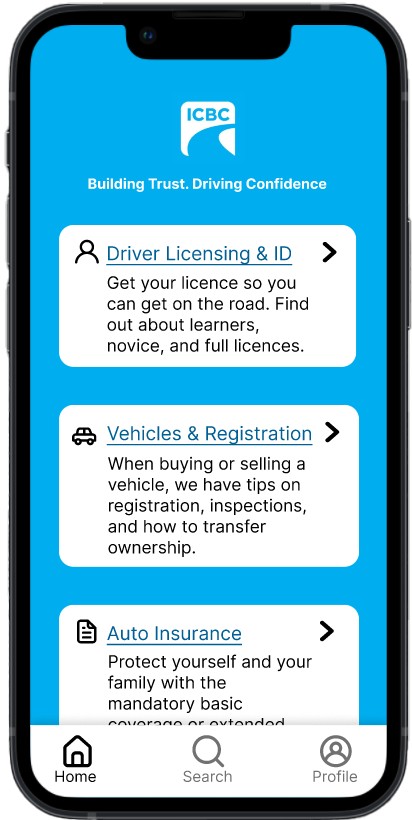 ICBC
Building Trust. Driving Confidence
Driver Licensing & ID
Get your licence so you
can get on the road. Find
out about learners,
novice, and full licences.
Vehicles & Registration
When buying or selling a
vehicle, we have tips on
registration, inspections,
and how to transfer
ownership.
Auto Insurance
Protect yourself and your
family with the
mandatory basic
coverage or extended
Home
Search
Profile